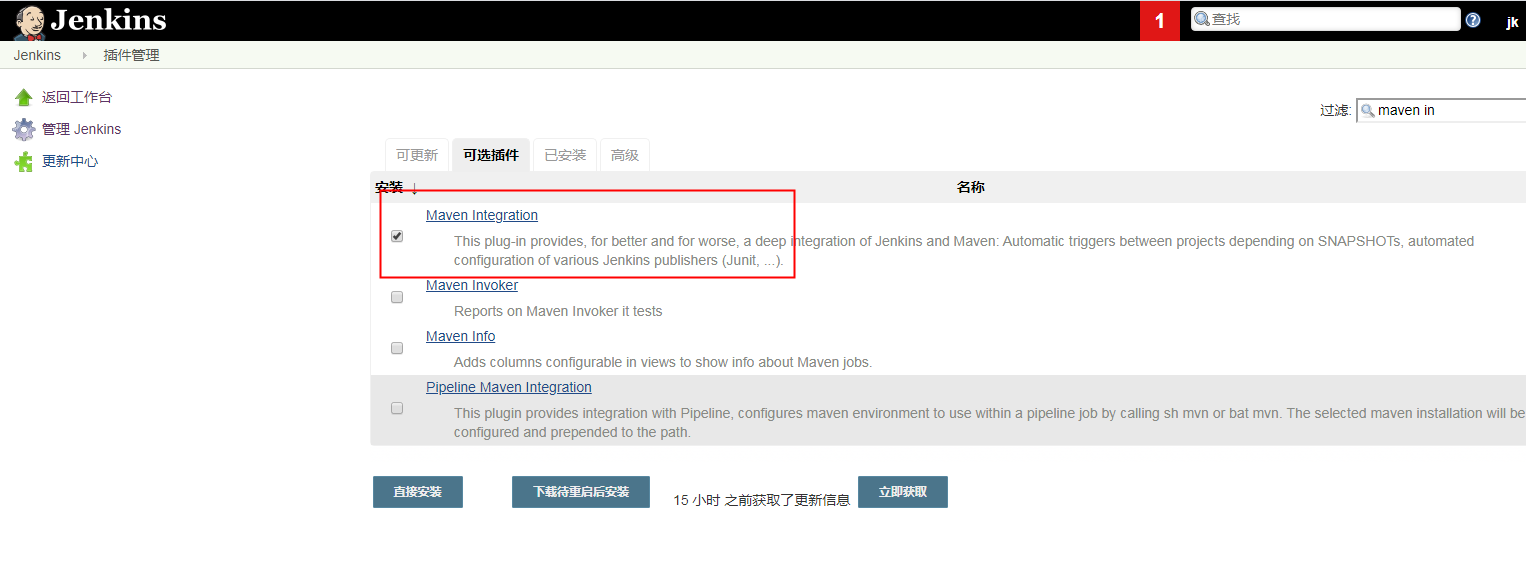 Jenkins
1
查找
jk
Jenkins
插件管理
返回工作台
管理 Jenkins
更新中心
过滤:
maven in
可更新
可选插件
已安装
高级
安装 ↓
名称
Maven Integration
This plug-in provides, for better and for worse, a deep integration of Jenkins and Maven: Automatic triggers between projects depending on SNAPSHOTs, automated
configuration of various Jenkins publishers (Junit, ...).
Maven Invoker
Reports on Maven Invoker it tests
Maven Info
Adds columns configurable in views to show info about Maven jobs.
Pipeline Maven Integration
This plugin provides integration with Pipeline, configures maven environment to use within a pipeline job by calling sh mvn or bat mvn. The selected maven installation will be
configured and prepended to the path.
直接安装
下载待重启后安装
15 小时 之前获取了更新信息
立即获取